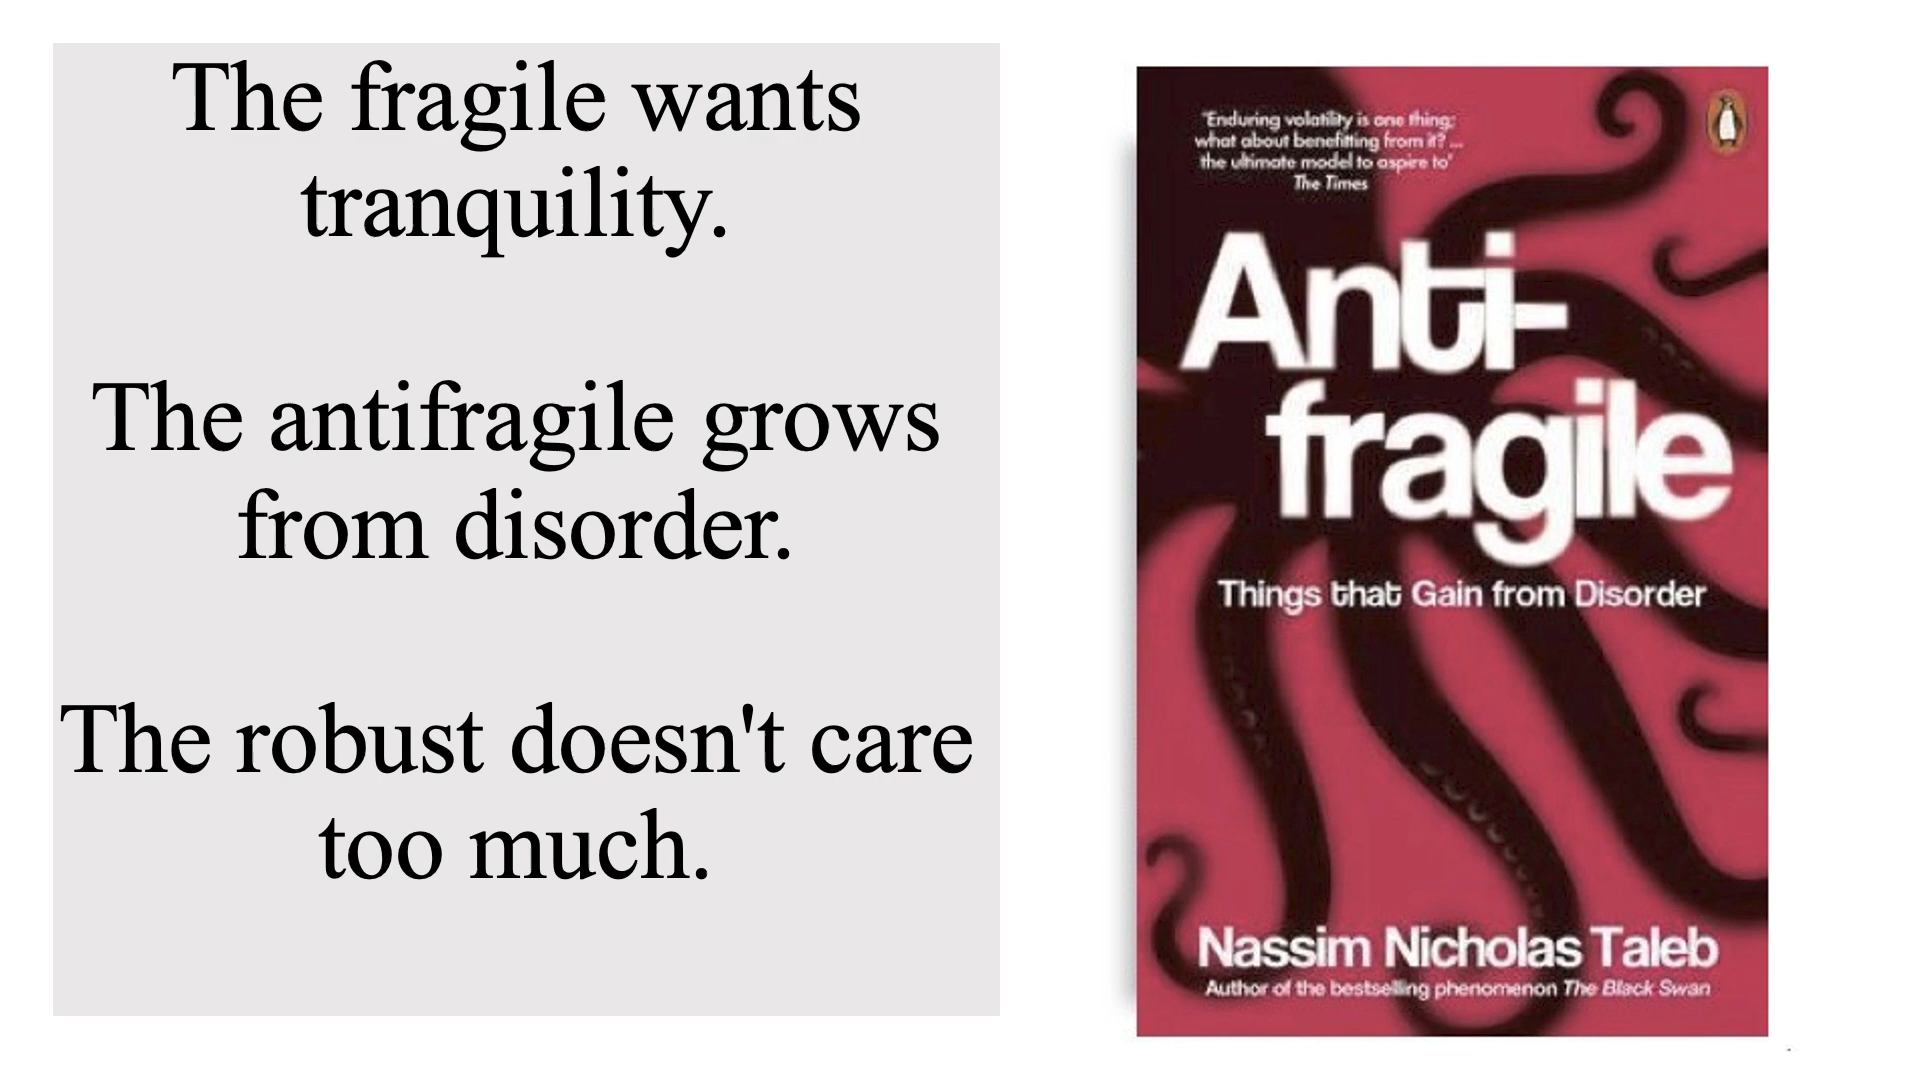 The fragile wants
tranquility.
The antifragile grows
from disorder.
The robust doesn't care
too much.
"Enduring volatility is one thing;
what about benefitting from it? ...
the ultimate model to aspire to"
The Times
Anti-
fragile
Things that Gain from Disorder
Nassim Nicholas Taleb
Author of the bestselling phenomenon The Black Swan